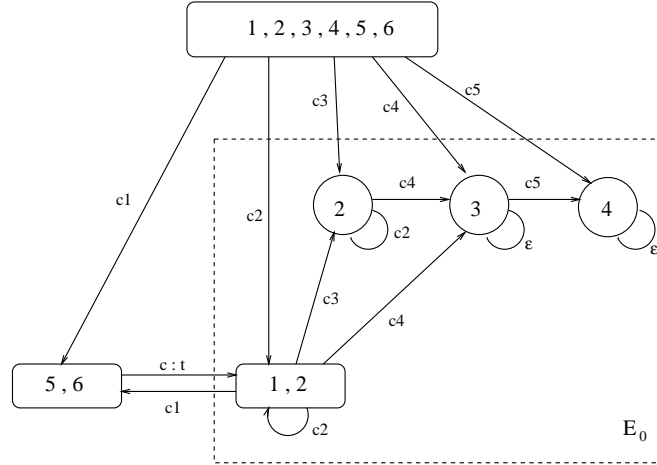 1 , 2 , 3 , 4 , 5 , 6
c3
c4
c5
c1
c2
c4
c5
2
3
4
c2
ε
ε
c3
c4
c : t
5 , 6
1 , 2
c1
c2
E0